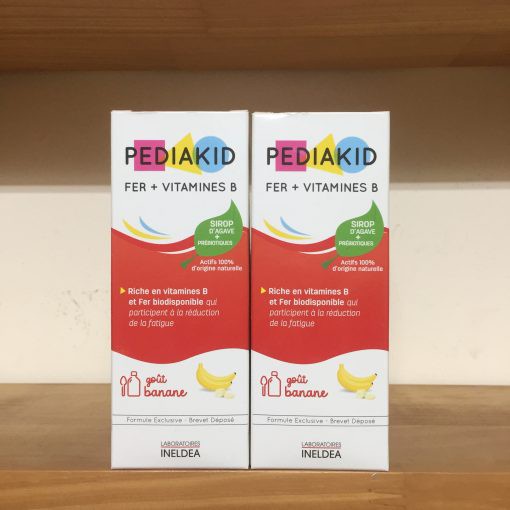 PEDIAKID
FER + VITAMINES B
SIROP
D'AGAVE
+
PRÉBIOTIQUES
Actifs 100%
d'origine naturelle
Riche en vitamines B
et Fer biodisponible qui
participent à la réduction
de la fatigue
goût
banane
Formule Exclusive - Brevet Déposé
LABORATOIRES
INELDEA
PEDIAKID
FER + VITAMINES B
SIROP
D'AGAVE
+
PRÉBIOTIQUES
Actifs 100%
d'origine naturelle
Riche en vitamines B
et Fer biodisponible qui
participent à la réduction
de la fatigue
goût
banane
Formule Exclusive - Brevet Déposé
LABORATOIRES
INELDEA